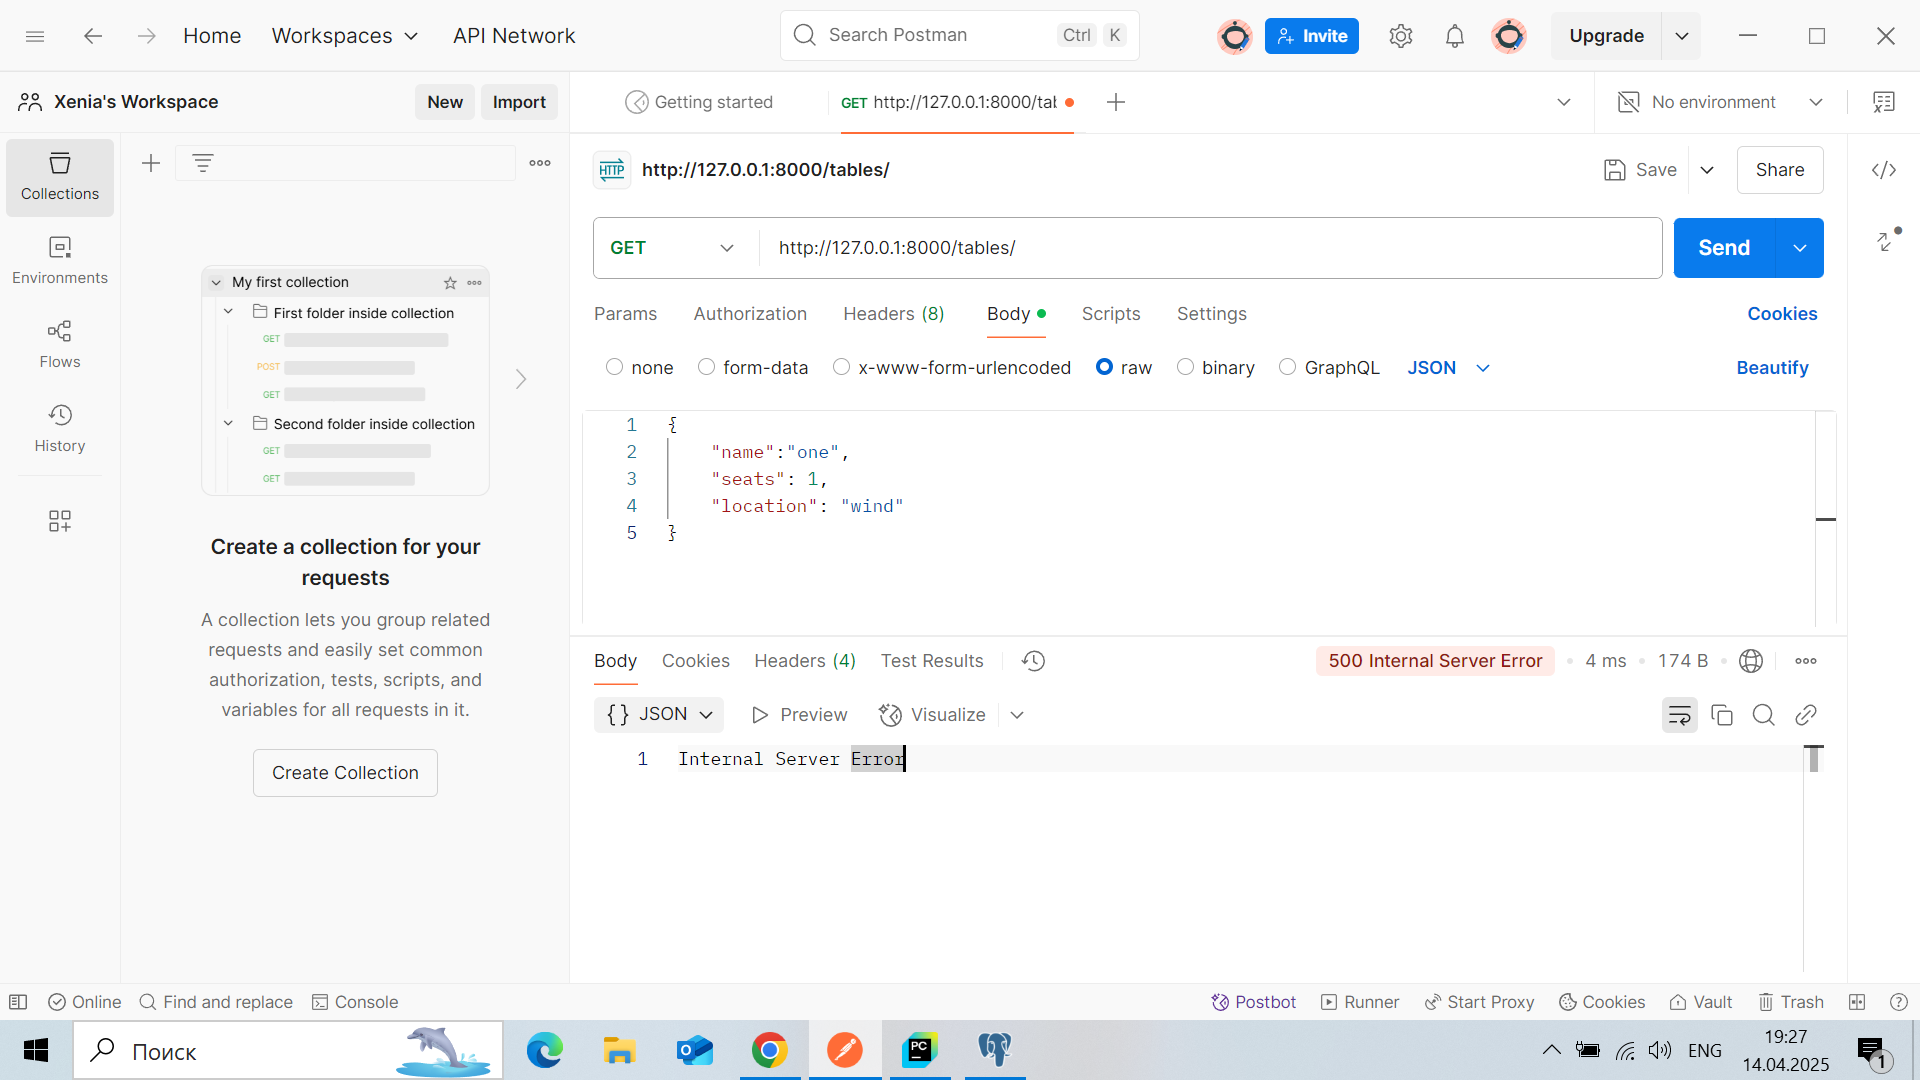 Home
Workspaces
API Network
Search Postman
Ctrl
K
Invite
Upgrade
Xenia's Workspace
New
Import
Getting started
GET http://127.0.0.1:8000/tal
No environment
Collections
Environments
Flows
History
My first collection
First folder inside collection
GET
POST
GET
Second folder inside collection
GET
GET
Create a collection for your
requests
A collection lets you group related
requests and easily set common
authorization, tests, scripts, and
variables for all requests in it.
Create Collection
HTTP
http://127.0.0.1:8000/tables/
Save
Share
GET
http://127.0.0.1:8000/tables/
Send
Params
Authorization
Headers (8)
Body
Scripts
Settings
Cookies
none
form-data
x-www-form-urlencoded
raw
binary
GraphQL
JSON
Beautify
1 {
2 "name":"one",
3 "seats": 1,
4 "location": "wind"
5 }
Body
Cookies
Headers (4)
Test Results
500 Internal Server Error
4 ms
174 B
{} JSON
Preview
Visualize
1 Internal Server Error
Online
Find and replace
Console
Postbot
Runner
Start Proxy
Cookies
Vault
Trash
Поиск
PC
ENG
19:27
14.04.2025
1